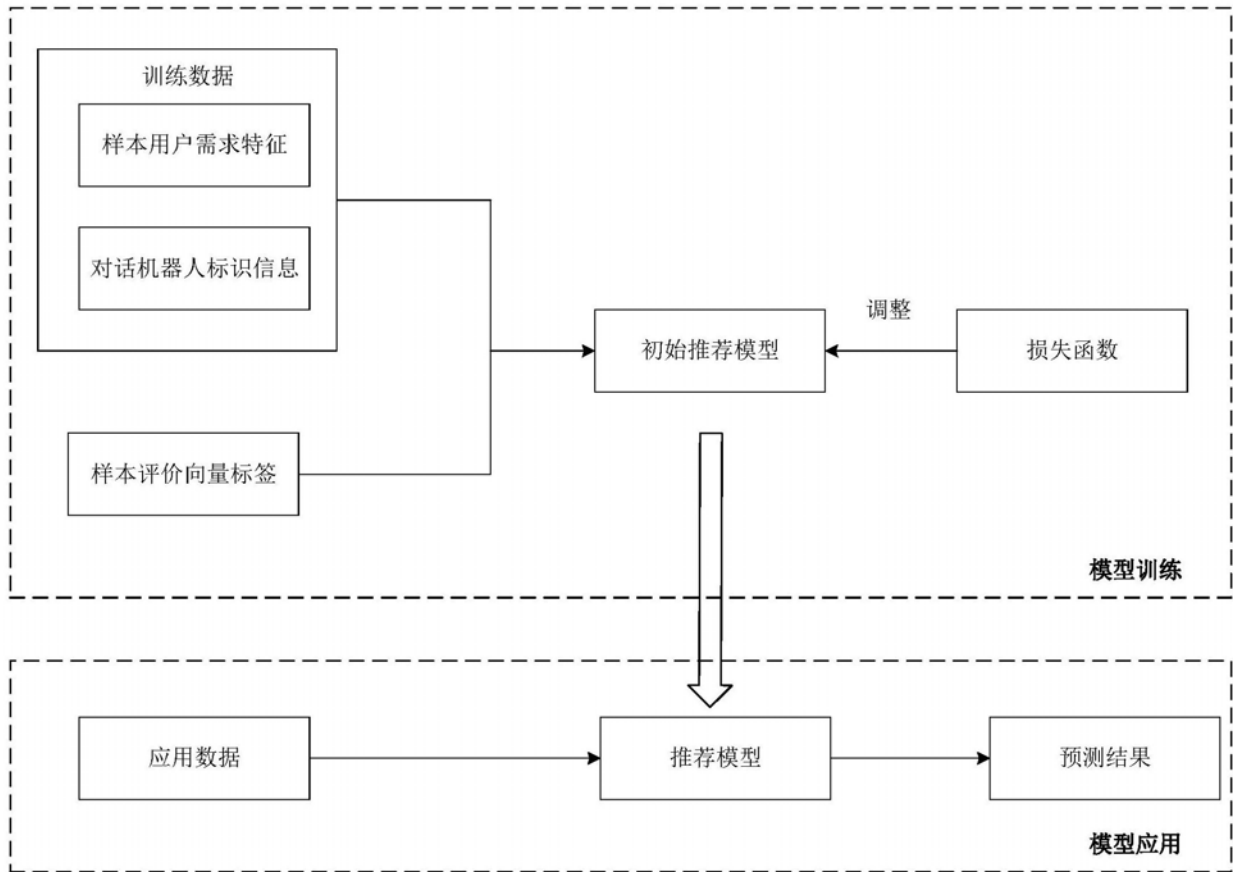 训练数据
样本用户需求特征
对话机器人标识信息
初始推荐模型
调整
损失函数
样本评价向量标签
模型训练
应用数据
推荐模型
预测结果
模型应用